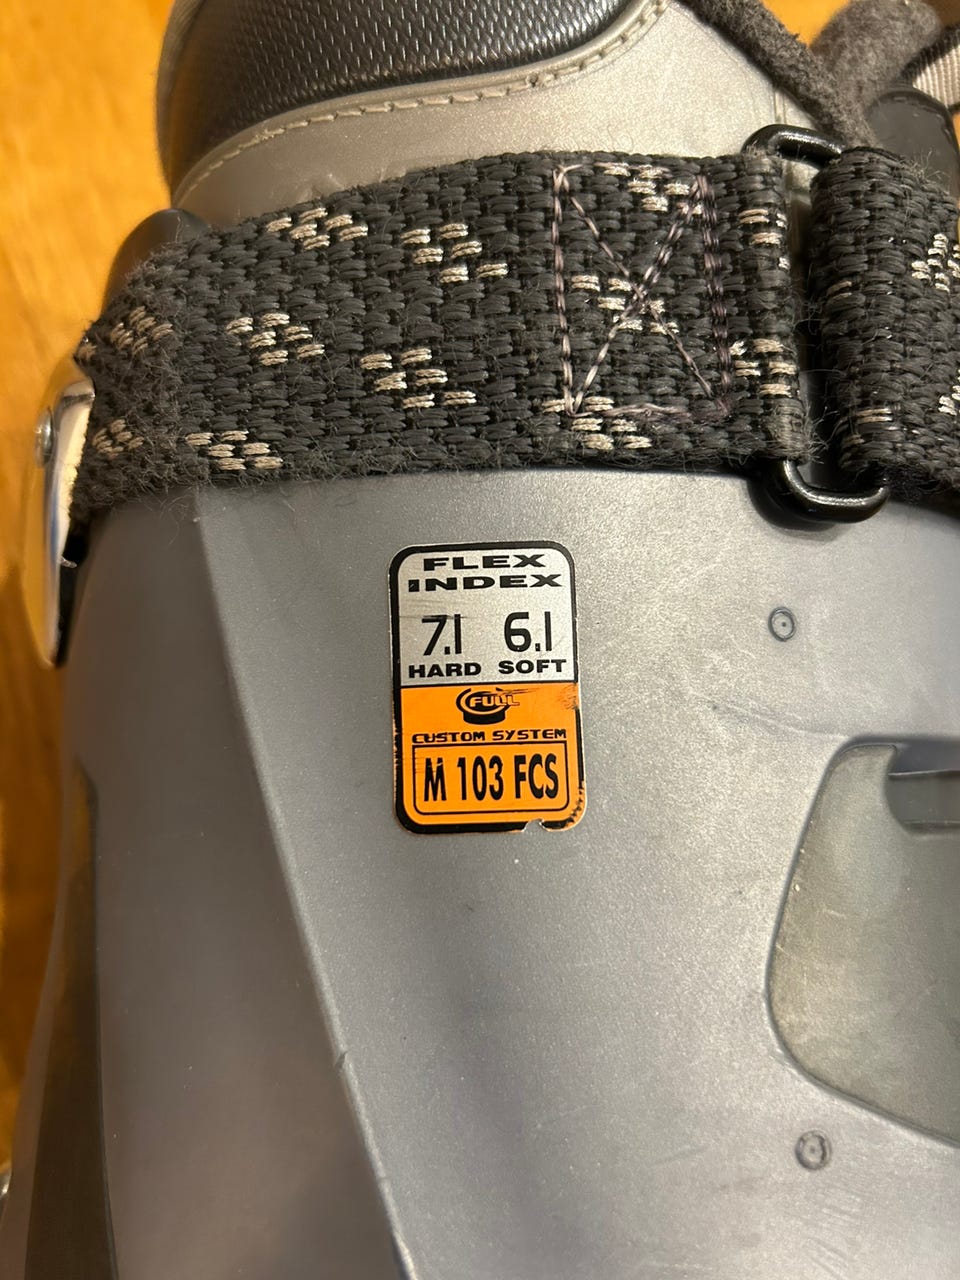 FLEX
INDEX
7.1 6.1
HARD SOFT
FULL
CUSTOM SYSTEM
M 103 FCS